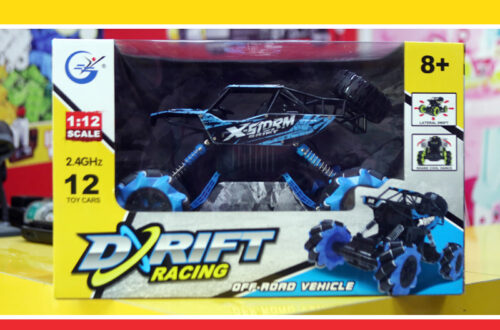 8+
1:12
SCALE
2.4GHz
12
TOY CARS
X-STORM
LATERAL DRIFT
DRIFT
RACING
OFF-ROAD VEHICLE